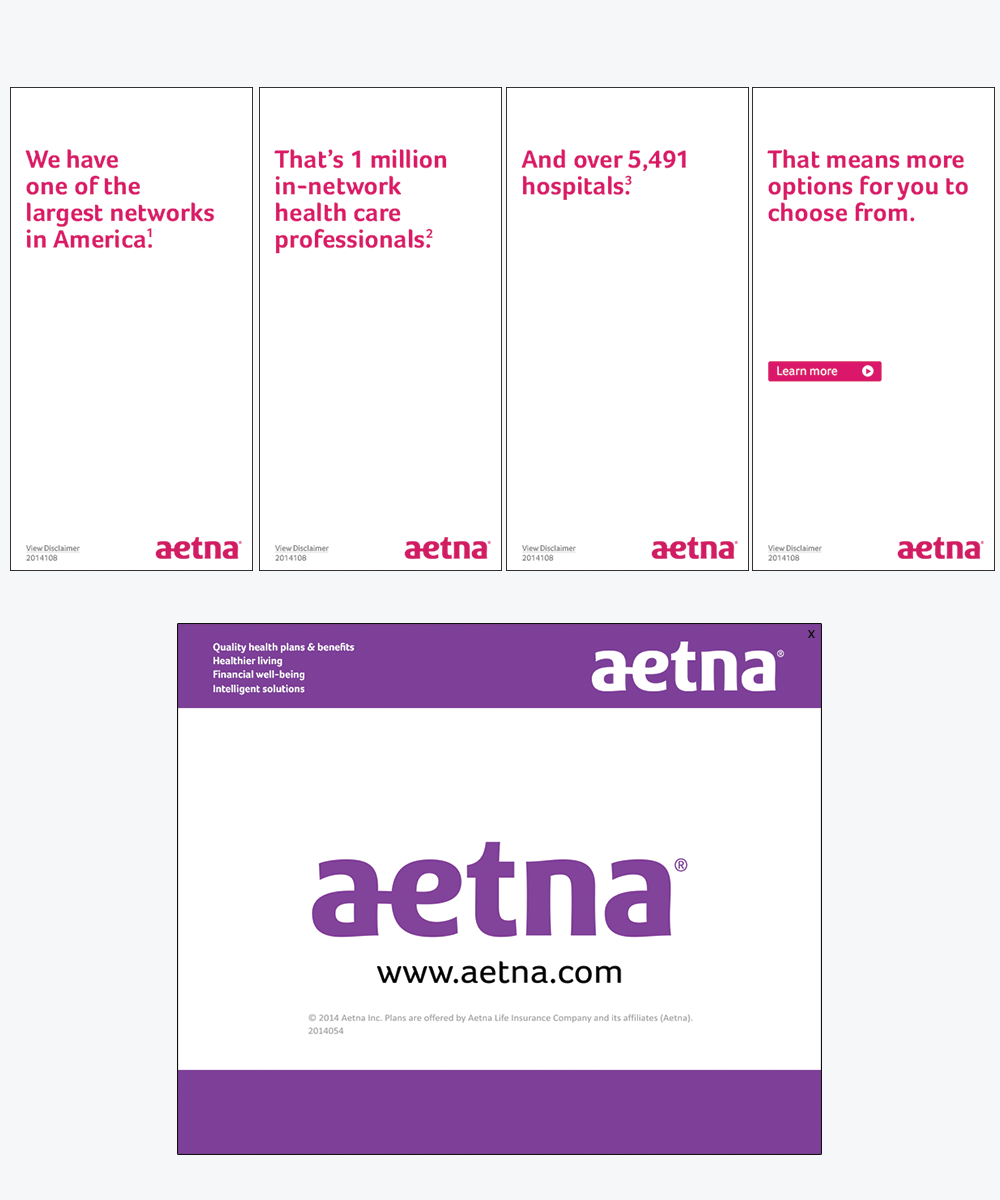 We have
one of the
largest networks
in America.¹
View Disclaimer
2014108
aetna®
That's 1 million
in-network
health care
professionals.²
View Disclaimer
2014108
aetna®
And over 5,491
hospitals.³
View Disclaimer
2014108
aetna®
That means more
options for you to
choose from.
Learn more
View Disclaimer
2014108
aetna®
X
Quality health plans & benefits
Healthier living
Financial well-being
Intelligent solutions
aetna®
aetna®
www.aetna.com
© 2014 Aetna Inc. Plans are offered by Aetna Life Insurance Company and its affiliates (Aetna).
2014054